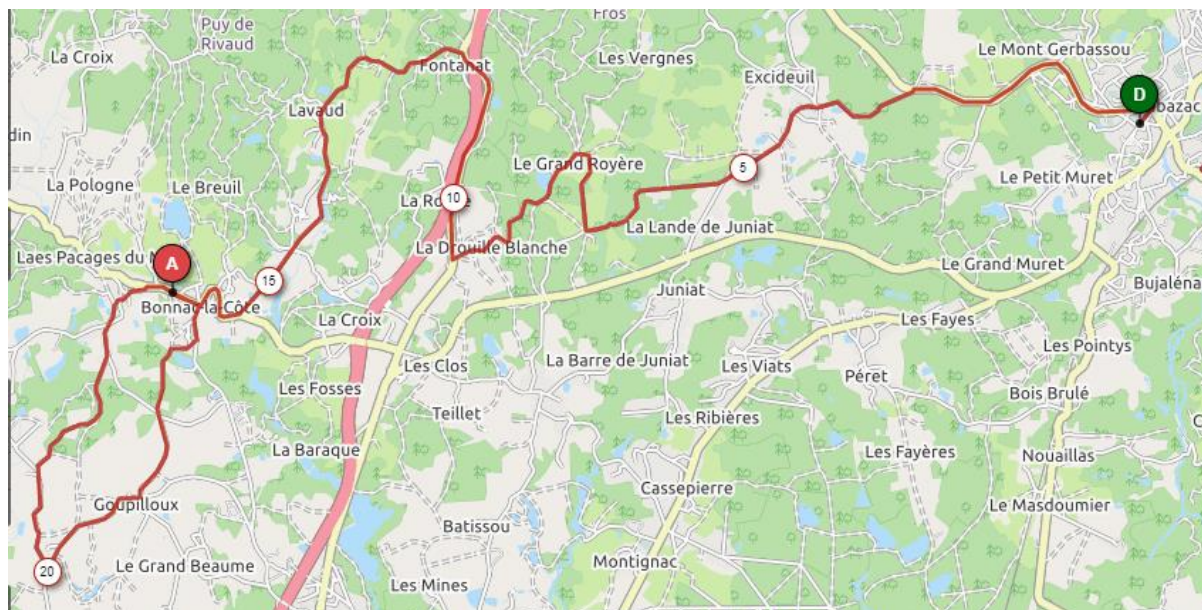 Fros
Puy de
Rivaud
La Croix
Le Mont Gerbassou
Les Vergnes
Fontanat
Excideuil
D
bazac
Lavaud
din
Le Grand Royère
5
Le Petit Muret
La Pologne
Le Breuil
10
La Drouille Blanche
La Lande de Juniat
Laes Pacages du
A
Le Grand Muret
15
Juniat
Bujaléna
Bonnac-la-Côte
La Croix
Les Fayes
Les Pointys
Les Clos
La Barre de Juniat
Les Viats
Péret
Les Fosses
Bois Brulé
Teillet
Les Ribières
La Baraque
Les Fayères
Nouaillas
Cassepierre
Goupilloux
Le Masdoumier
Batissou
Le Grand Beaume
20
Montignac
Les Mines